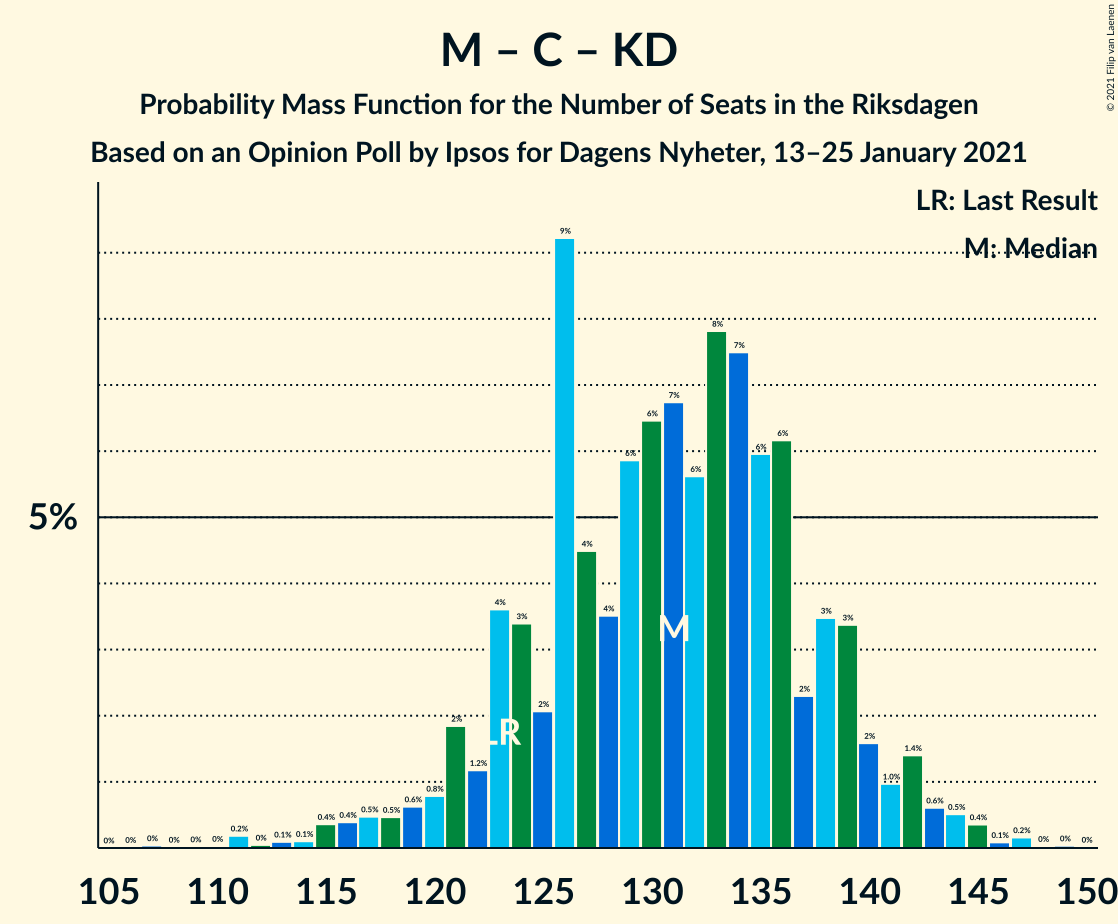 M – C – KD
Probability Mass Function for the Number of Seats in the Riksdagen
Based on an Opinion Poll by Ipsos for Dagens Nyheter, 13–25 January 2021
© 2021 Filip van Laenen
LR: Last Result
M: Median
5%
0% 0% 0% 0% 0% 0% 0.2% 0% 0.1% 0.1% 0.4% 0.4% 0.5% 0.5% 0.6% 0.8% 2% 1.2% 4% 3% 2% 9% 4% 4% 6% 6% 7% 6% 8% 7% 6% 6% 2% 3% 3% 2% 1.0% 1.4% 0.6% 0.5% 0.4% 0.1% 0.2% 0% 0% 0%
M
LR
105 110 115 120 125 130 135 140 145 150